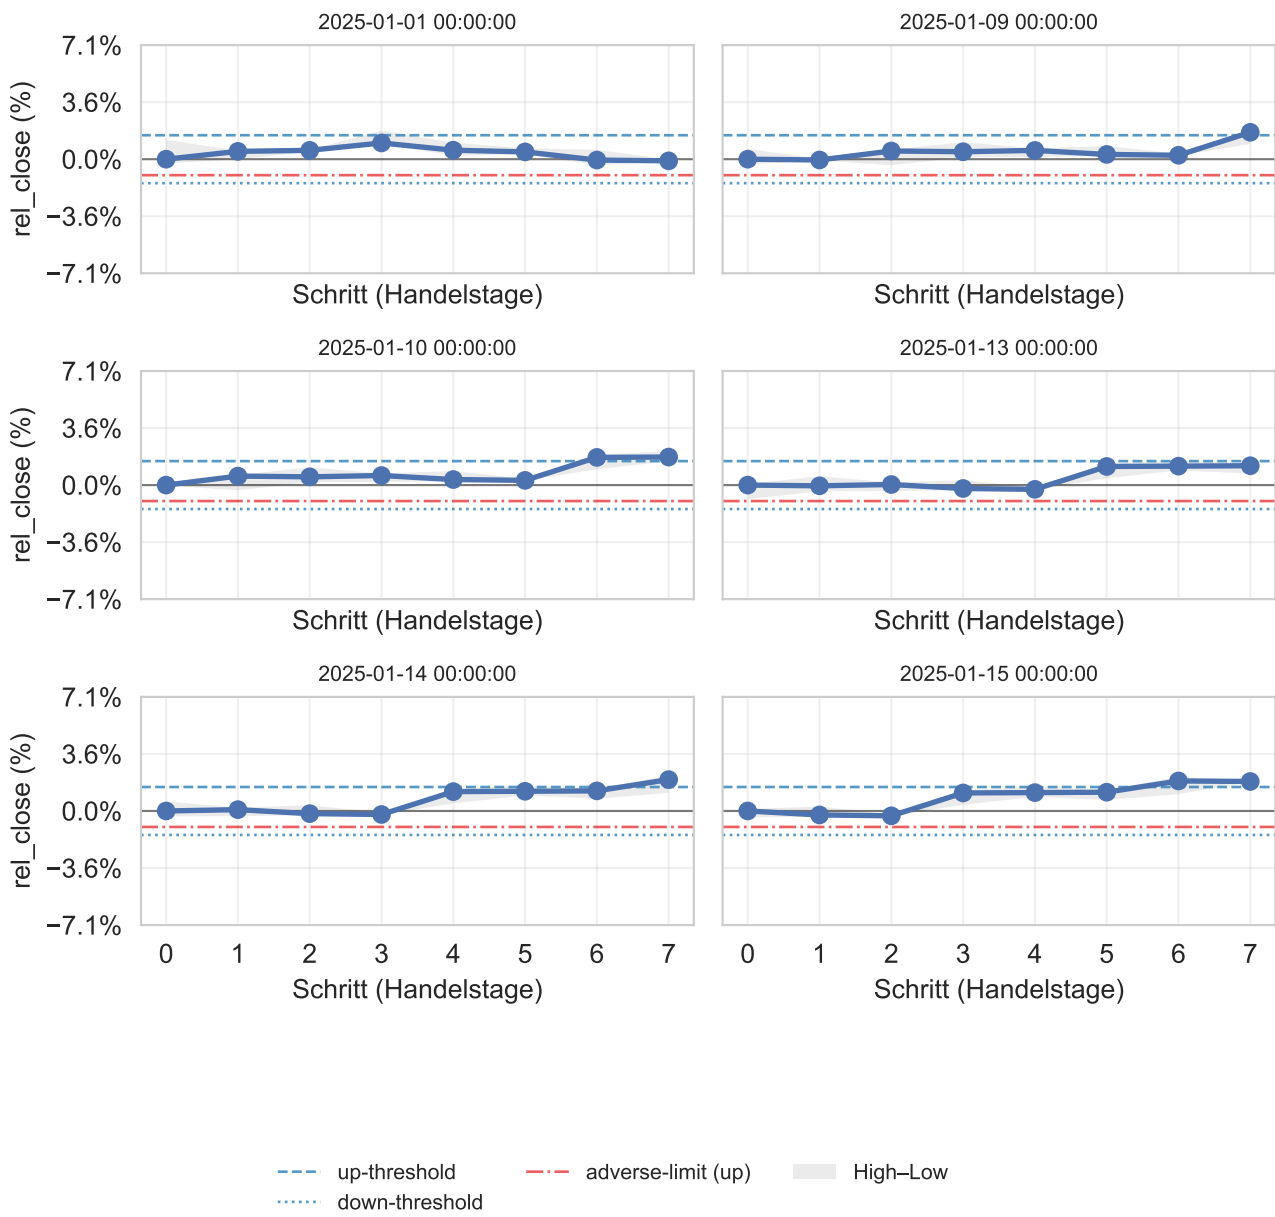 2025-01-01 00:00:00
2025-01-09 00:00:00
7.1%
3.6%
0.0%
−3.6%
−7.1%
rel_close (%)
Schritt (Handelstage)
Schritt (Handelstage)
2025-01-10 00:00:00
2025-01-13 00:00:00
7.1%
3.6%
0.0%
−3.6%
−7.1%
rel_close (%)
Schritt (Handelstage)
Schritt (Handelstage)
2025-01-14 00:00:00
2025-01-15 00:00:00
7.1%
3.6%
0.0%
−3.6%
−7.1%
rel_close (%)
0 1 2 3 4 5 6 7
0 1 2 3 4 5 6 7
Schritt (Handelstage)
Schritt (Handelstage)
up-threshold
down-threshold
adverse-limit (up)
High–Low